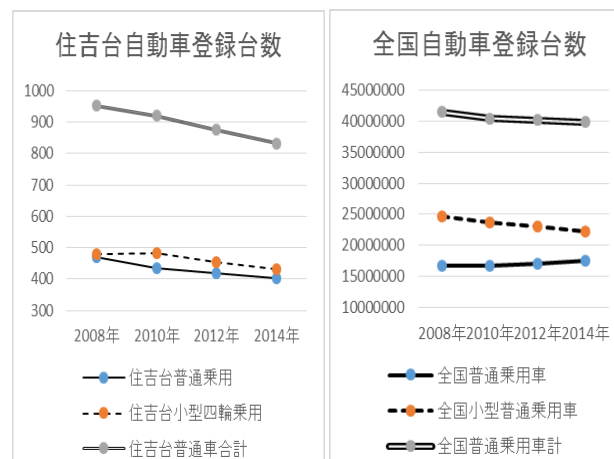 住吉台自動車登録台数
1000
900
800
700
600
500
400
300
2008年 2010年 2012年 2014年
住吉台普通乗用
住吉台小型四輪乗用
住吉台普通車合計
全国自動車登録台数
45000000
40000000
35000000
30000000
25000000
20000000
15000000
10000000
2008年 2010年 2012年 2014年
全国普通乗用車
全国小型普通乗用車
全国普通乗用車計